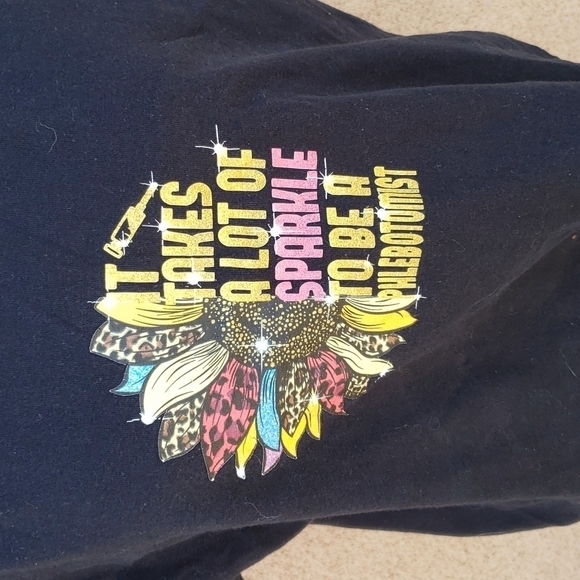 IT
TAKES
A LOT OF
SPARKLE
TO BE A
PHLEBOTOMIST